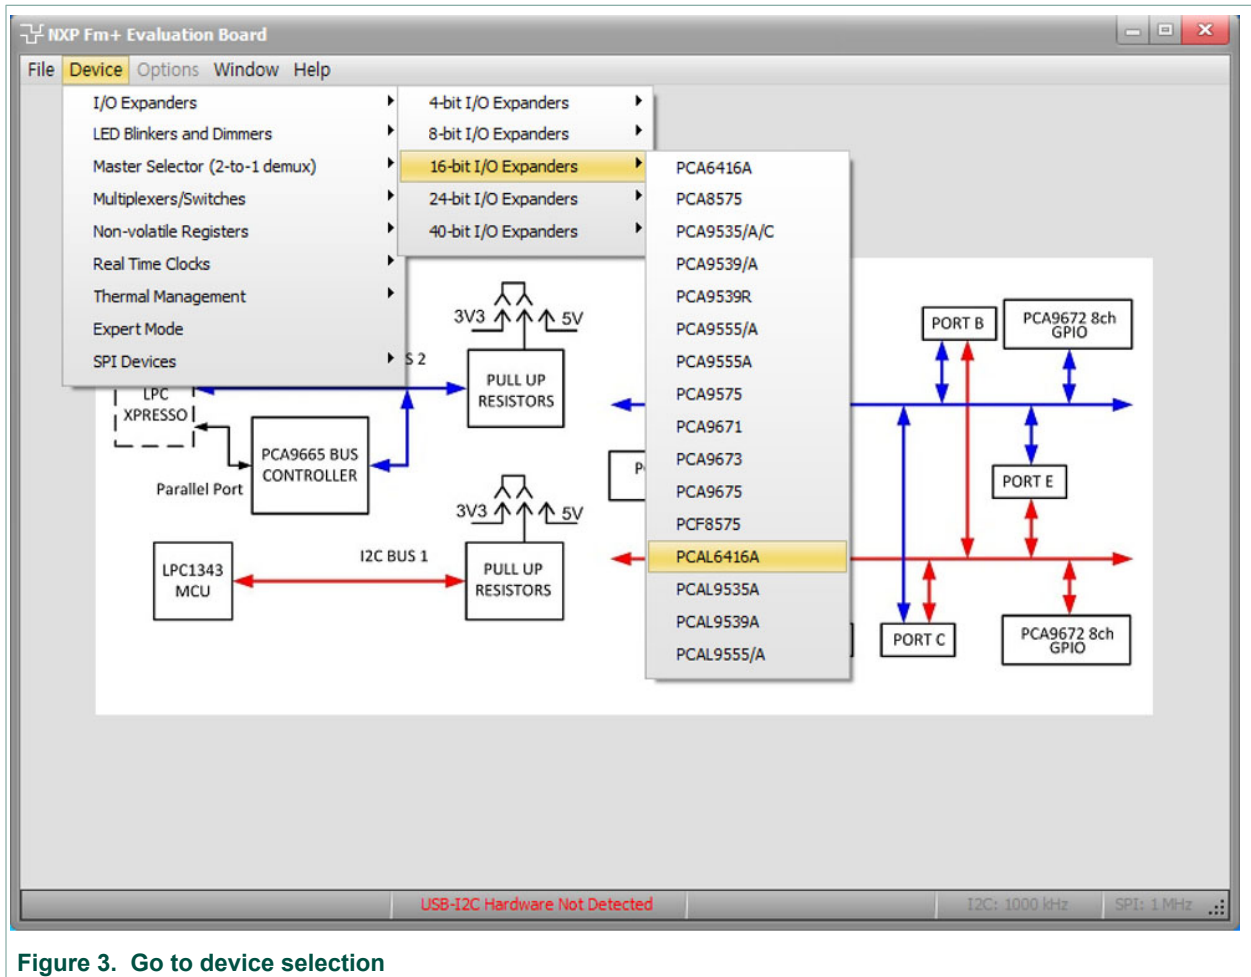 NXP Fm+ Evaluation Board
File Device Options Window Help
I/O Expanders
LED Blinkers and Dimmers
Master Selector (2-to-1 demux)
Multiplexers/Switches
Non-volatile Registers
Real Time Clocks
Thermal Management
Expert Mode
SPI Devices
4-bit I/O Expanders
8-bit I/O Expanders
16-bit I/O Expanders
24-bit I/O Expanders
40-bit I/O Expanders
PCA6416A
PCA8575
PCA9535/A/C
PCA9539/A
PCA9539R
PCA9555/A
PCA9555A
PCA9575
PCA9671
PCA9673
PCA9675
PCF8575
PCAL6416A
PCAL9535A
PCAL9539A
PCAL9555/A
3V3 5V
S 2
PULL UP
RESISTORS
LPC
XPRESSO
PCA9665 BUS
CONTROLLER
Parallel Port
3V3 5V
I2C BUS 1
PULL UP
RESISTORS
LPC1343
MCU
PORT B
PCA9672 8ch
GPIO
PORT E
PORT C
PCA9672 8ch
GPIO
USB-I2C Hardware Not Detected
I2C: 1000 kHz
SPI: 1 MHz
Figure 3. Go to device selection